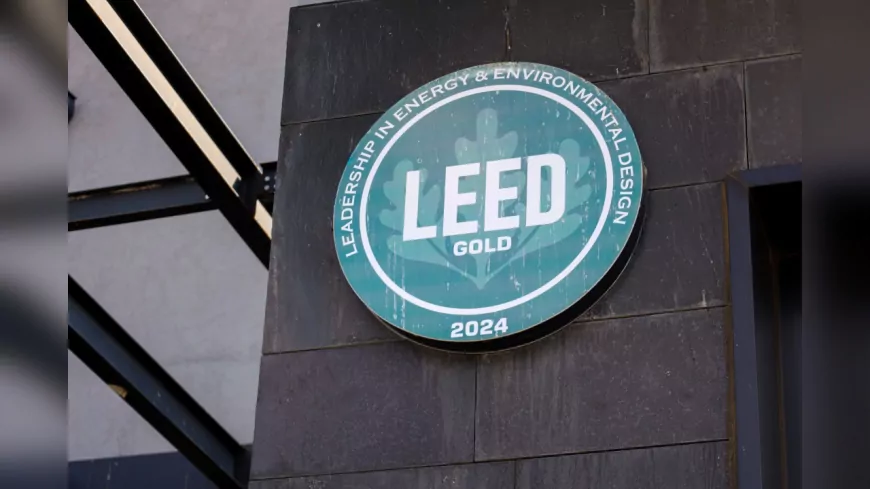 LEADERSHIP IN ENERGY & ENVIRONMENTAL DESIGN
LEED
GOLD
2024